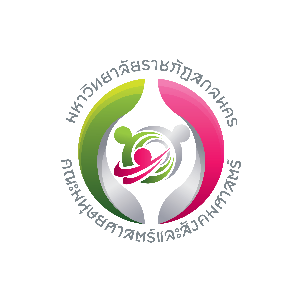 มหาวิทยาลัยราชภัฏสกลนคร
คณะมนุษยศาสตร์และสังคมศาสตร์